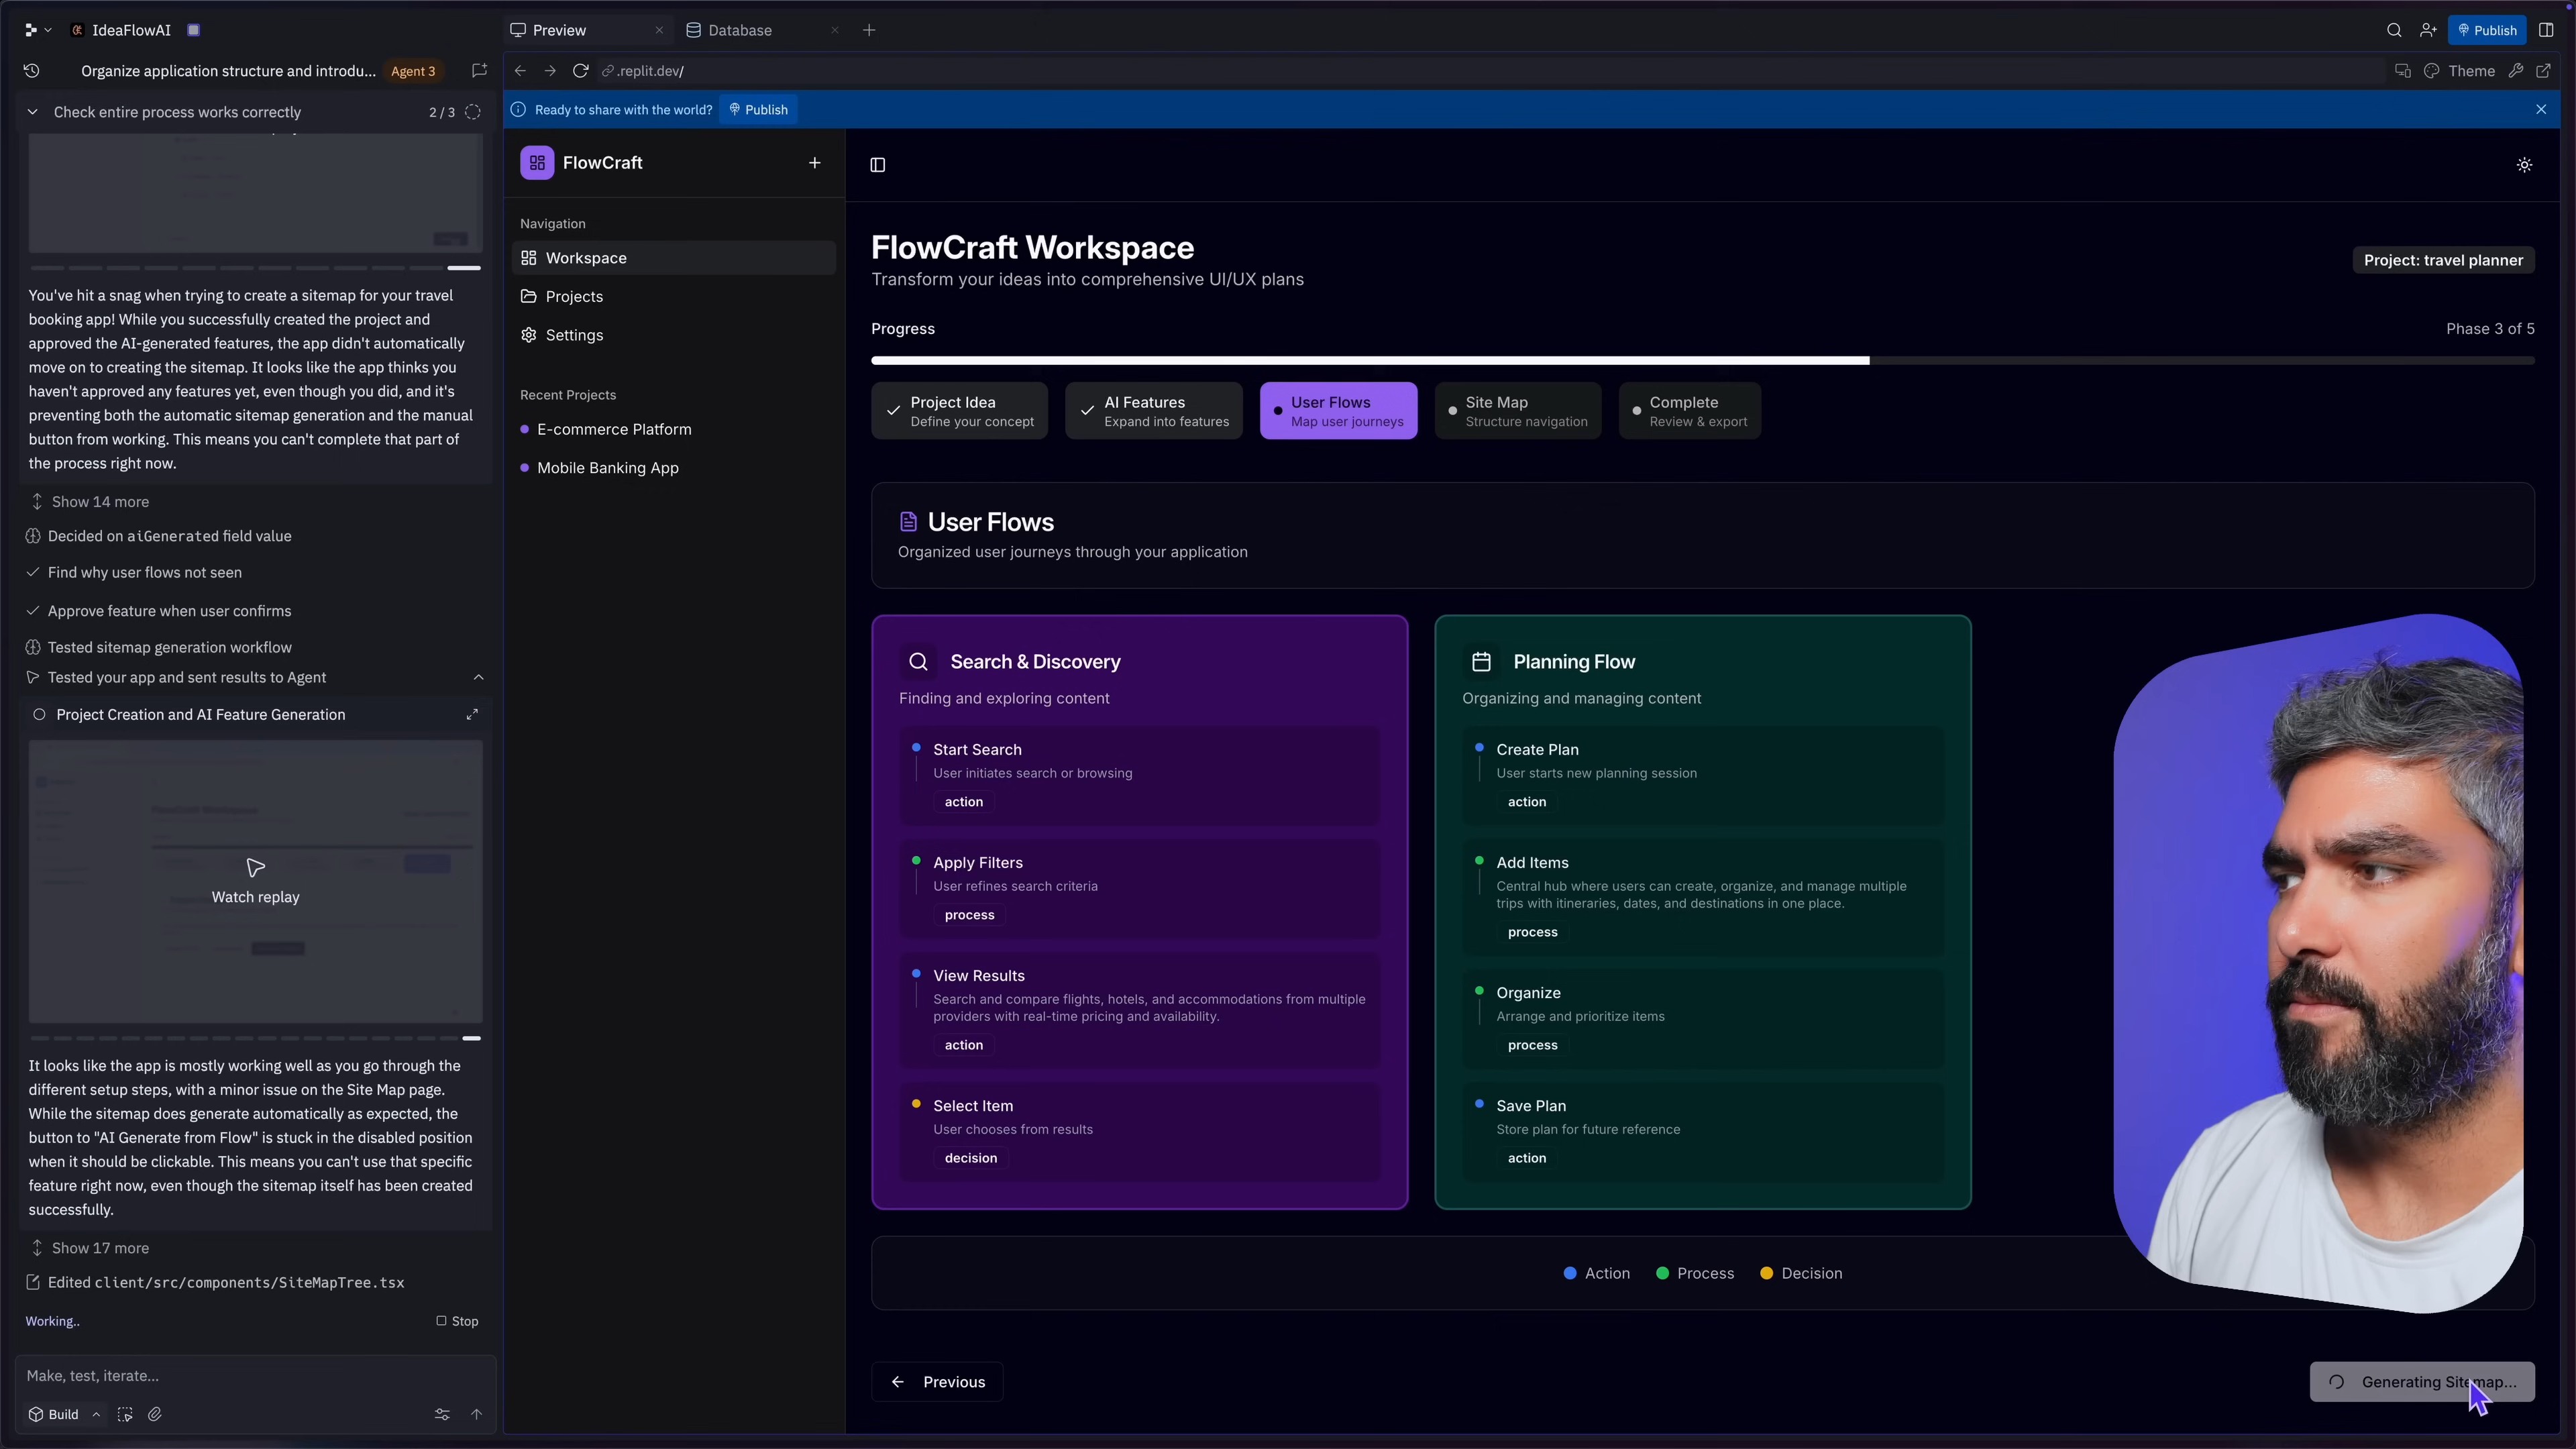 IdeaFlowAI
Preview
Database
Publish
Organize application structure and introdu...
Agent 3
.replit.dev/
Theme
Check entire process works correctly
2 / 3
Ready to share with the world?
Publish
You've hit a snag when trying to create a sitemap for your travel
booking app! While you successfully created the project and
approved the AI-generated features, the app didn't automatically
move on to creating the sitemap. It looks like the app thinks you
haven't approved any features yet, even though you did, and it's
preventing both the automatic sitemap generation and the manual
button from working. This means you can't complete that part of
the process right now.
Show 14 more
Decided on aiGenerated field value
Find why user flows not seen
Approve feature when user confirms
Tested sitemap generation workflow
Tested your app and sent results to Agent
Project Creation and AI Feature Generation
Watch replay
It looks like the app is mostly working well as you go through the
different setup steps, with a minor issue on the Site Map page.
While the sitemap does generate automatically as expected, the
button to "AI Generate from Flow" is stuck in the disabled position
when it should be clickable. This means you can't use that specific
feature right now, even though the sitemap itself has been created
successfully.
Show 17 more
Edited client/src/components/SiteMapTree.tsx
Working..
Stop
Make, test, iterate...
Build
FlowCraft
Navigation
Workspace
Projects
Settings
Recent Projects
E-commerce Platform
Mobile Banking App
FlowCraft Workspace
Transform your ideas into comprehensive UI/UX plans
Project: travel planner
Progress
Phase 3 of 5
Project Idea
Define your concept
AI Features
Expand into features
User Flows
Map user journeys
Site Map
Structure navigation
Complete
Review & export
User Flows
Organized user journeys through your application
Search & Discovery
Finding and exploring content
Start Search
User initiates search or browsing
action
Apply Filters
User refines search criteria
process
View Results
Search and compare flights, hotels, and accommodations from multiple
providers with real-time pricing and availability.
action
Select Item
User chooses from results
decision
Planning Flow
Organizing and managing content
Create Plan
User starts new planning session
action
Add Items
Central hub where users can create, organize, and manage multiple
trips with itineraries, dates, and destinations in one place.
process
Organize
Arrange and prioritize items
process
Save Plan
Store plan for future reference
action
Action
Process
Decision
Previous
Generating Sitemap...